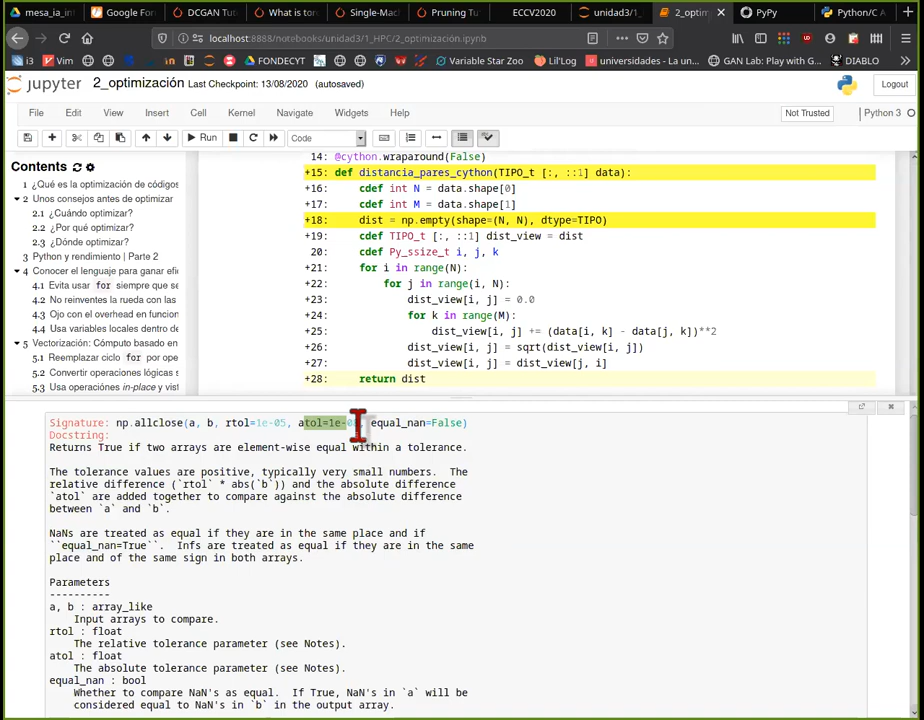 mesa_ia_int
Google For
DCGAN Tut
What is tor
Single-Mac
Pruning Tu
ECCV2020
unidad3/1_
2_optim
PyPy
Python/C A
localhost:8888/notebooks/unidad3/1_HPC/2_optimización.ipynb
i3
Vim
FONDECYT
Variable Star Zoo
Lil'Log
universidades - La un...
GAN Lab: Play with G...
DIABLO
jupyter 2_optimización Last Checkpoint: 13/08/2020 (autosaved)
Logout
File Edit View Insert Cell Kernel Navigate Widgets Help
Not Trusted
Python 3
Run
Code
Contents
1 ¿Qué es la optimización de códigos
2 Unos consejos antes de optimizar
2.1 ¿Cuándo optimizar?
2.2 ¿Por qué optimizar?
2.3 ¿Dónde optimizar?
3 Python y rendimiento | Parte 2
4 Conocer el lenguaje para ganar efic
4.1 Evita usar for siempre que se
4.2 No reinventes la rueda con las
4.3 Ojo con el overhead en funcion
4.4 Usa variables locales dentro de
5 Vectorización: Cómputo basado en
5.1 Reemplazar ciclo for por ope
5.2 Convertir operaciones lógicas s
5.3 Usa operaciónes in-place y vist
14: @cython.wraparound(False)
+15: def distancia_pares_cython(TIPO_t [:, ::1] data):
+16: cdef int N = data.shape[0]
+17: cdef int M = data.shape[1]
+18: dist = np.empty(shape=(N, N), dtype=TIPO)
+19: cdef TIPO_t [:, ::1] dist_view = dist
20: cdef Py_ssize_t i, j, k
+21: for i in range(N):
+22: for j in range(i, N):
+23: dist_view[i, j] = 0.0
+24: for k in range(M):
+25: dist_view[i, j] += (data[i, k] - data[j, k])**2
+26: dist_view[i, j] = sqrt(dist_view[i, j])
+27: dist_view[i, j] = dist_view[j, i]
+28: return dist
Signature: np.allclose(a, b, rtol=1e-05, atol=1e-08, equal_nan=False)
Docstring:
Returns True if two arrays are element-wise equal within a tolerance.
The tolerance values are positive, typically very small numbers. The
relative difference (`rtol` * abs(`b`)) and the absolute difference
`atol` are added together to compare against the absolute difference
between `a` and `b`.
NaNs are treated as equal if they are in the same place and if
``equal_nan=True``. Infs are treated as equal if they are in the same
place and of the same sign in both arrays.
Parameters
----------
a, b : array_like
Input arrays to compare.
rtol : float
The relative tolerance parameter (see Notes).
atol : float
The absolute tolerance parameter (see Notes).
equal_nan : bool
Whether to compare NaN's as equal. If True, NaN's in `a` will be
considered equal to NaN's in `b` in the output array.